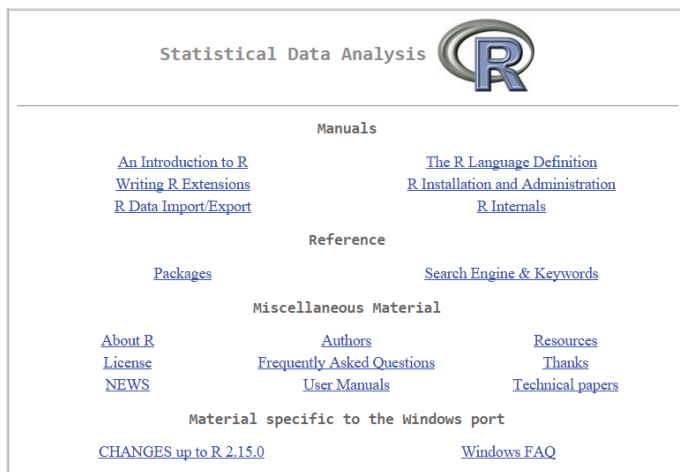 Statistical Data Analysis R
Manuals
An Introduction to R The R Language Definition
Writing R Extensions R Installation and Administration
R Data Import/Export R Internals
Reference
Packages Search Engine & Keywords
Miscellaneous Material
About R Authors Resources
License Frequently Asked Questions Thanks
NEWS User Manuals Technical papers
Material specific to the Windows port
CHANGES up to R 2.15.0 Windows FAQ